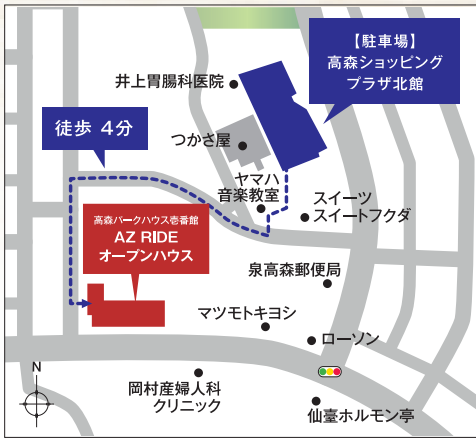 【駐車場】
高森ショッピング
プラザ北館
井上胃腸科医院
徒歩 4分
つかさ屋
ヤマハ
音楽教室
スイーツ
スイートフクダ
高森パークハウス壱番館
AZ RIDE
オープンハウス
泉高森郵便局
マツモトキヨシ
ローソン
岡村産婦人科
クリニック
仙臺ホルモン亭
N